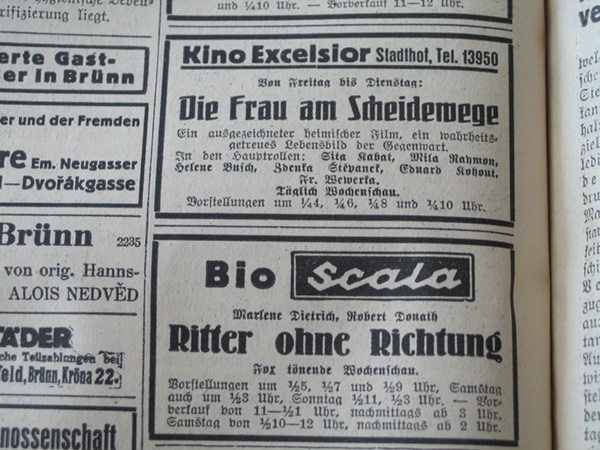 und ¼10 Uhr. — Vorverkauf 11—12 Uhr.
rifizierung liegt.
erte Gast-
ser in Brünn
er und der Fremden
re Em. Neugasser
l—Dvořákgasse
Brünn 2235
von orig. Hanns-
ALOIS NEDVĚD
TÄDER
che Teilzahlungen bei
feld, Brünn, Kröna 22.
nossenschaft
Kino Excelsior Stadthof, Tel. 13950
Von Freitag bis Dienstag:
Die Frau am Scheidewege
Ein ausgezeichneter heimischer Film, ein wahrheits-
getreues Lebensbild der Gegenwart.
In den Hauptrollen: Sita Kabat, Mila Raymon,
Helene Busch, Zdenka Stěpanek, Eduard Kohout,
Fr. Wewerka.
Täglich Wochenschau.
Vorstellungen um ¼4, ¼6, ¼8 und ¼10 Uhr.
Bio Scala
Marlene Dietrich, Robert Donath
Ritter ohne Richtung
Fox tönende Wochenschau.
Vorstellungen um ½5, ½7 und ½9 Uhr, Samstag
auch um ½3 Uhr, Sonntag ½11, ½3 Uhr. — Vor-
verkauf von 11—½1 Uhr, nachmittags ab 3 Uhr,
Samstag von ½10—12 Uhr, nachmittags ab 2 Uhr.